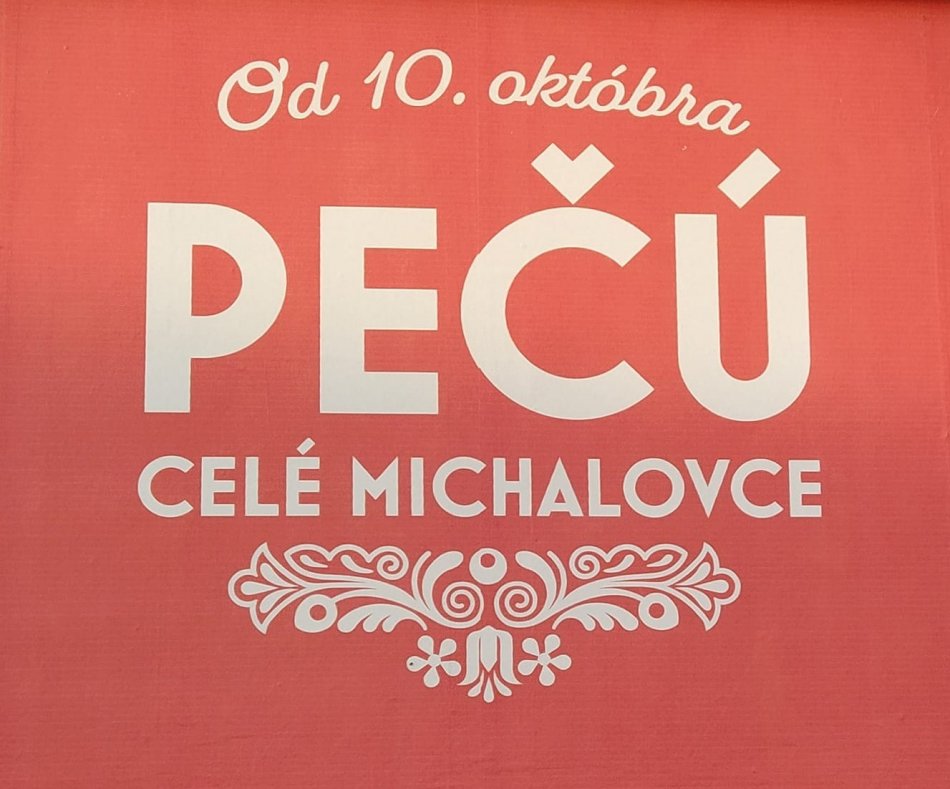 Od 10. októbra
PEČÚ
CELÉ MICHALOVCE